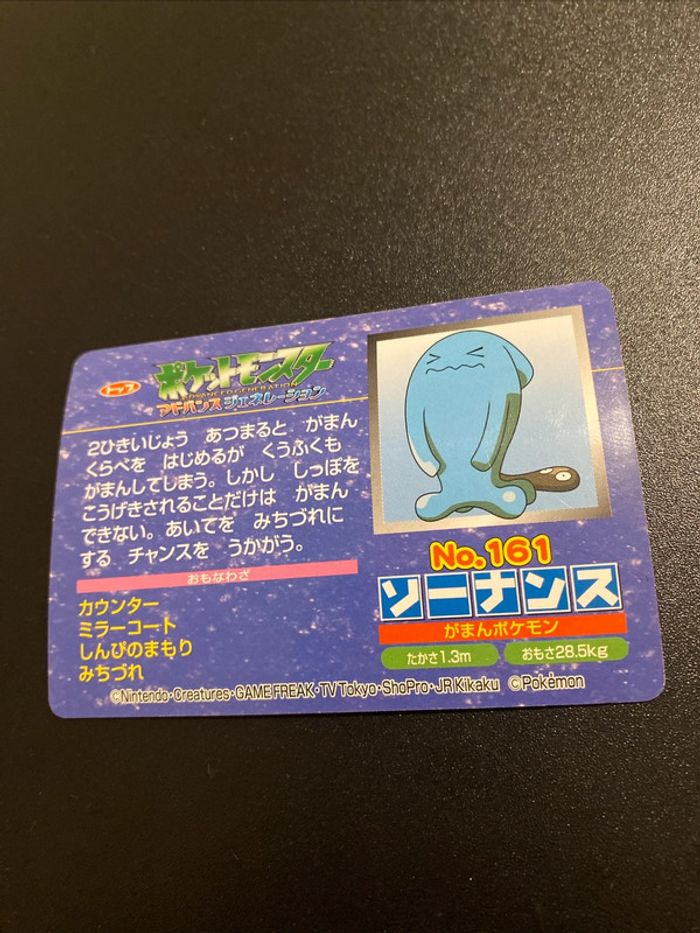 トップ
ポケットモンスター
ADVANCED GENERATION
アドバンスジェネレーション
2ひきいじょう　あつまると　がまん
くらべを　はじめるが　くうふくも
がまんしてしまう。しかし　しっぽを
こうげきされることだけは　がまん
できない。あいてを　みちづれに
する　チャンスを　うかがう。
おもなわざ
カウンター
ミラーコート
しんぴのまもり
みちづれ
No.161
ソーナンス
がまんポケモン
たかさ1.3m
おもさ28.5kg
©Nintendo・Creatures・GAME FREAK・TV Tokyo・ShoPro・JR Kikaku ©Pokémon